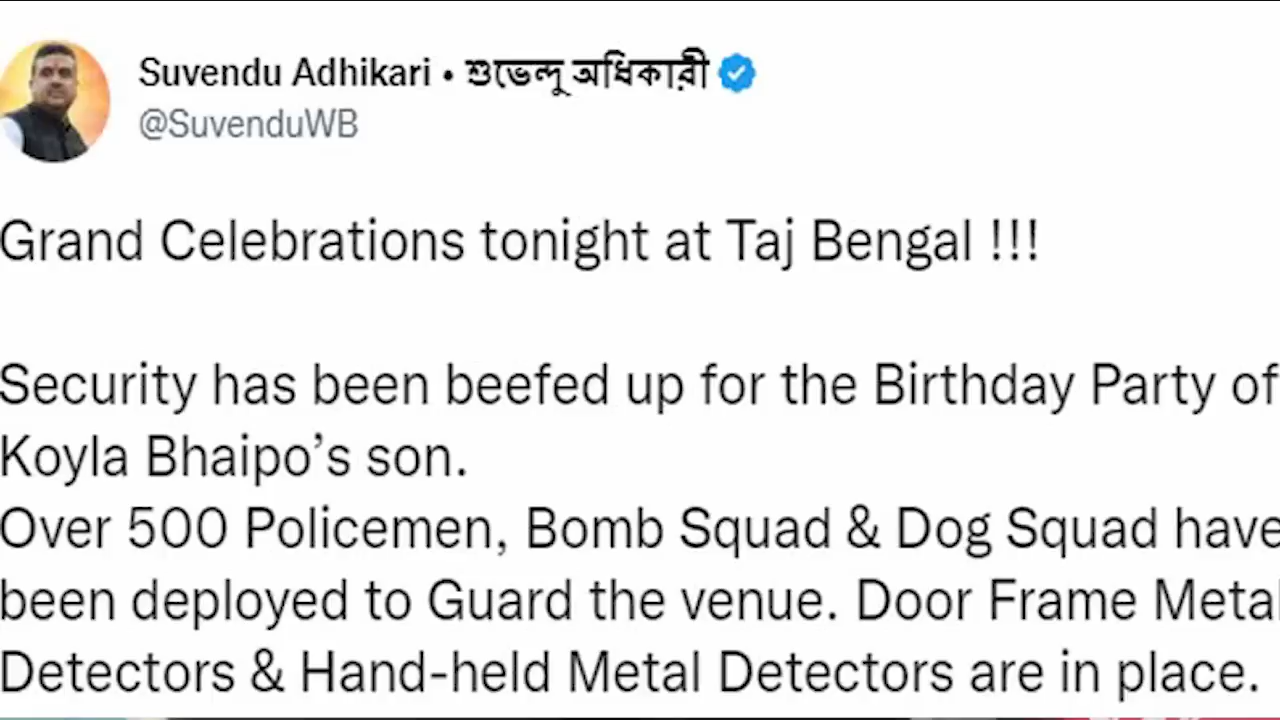 Suvendu Adhikari • শুভেন্দু অধিকারী
@SuvenduWB
Grand Celebrations tonight at Taj Bengal !!!
Security has been beefed up for the Birthday Party of
Koyla Bhaipo’s son.
Over 500 Policemen, Bomb Squad & Dog Squad have
been deployed to Guard the venue. Door Frame Metal
Detectors & Hand-held Metal Detectors are in place.